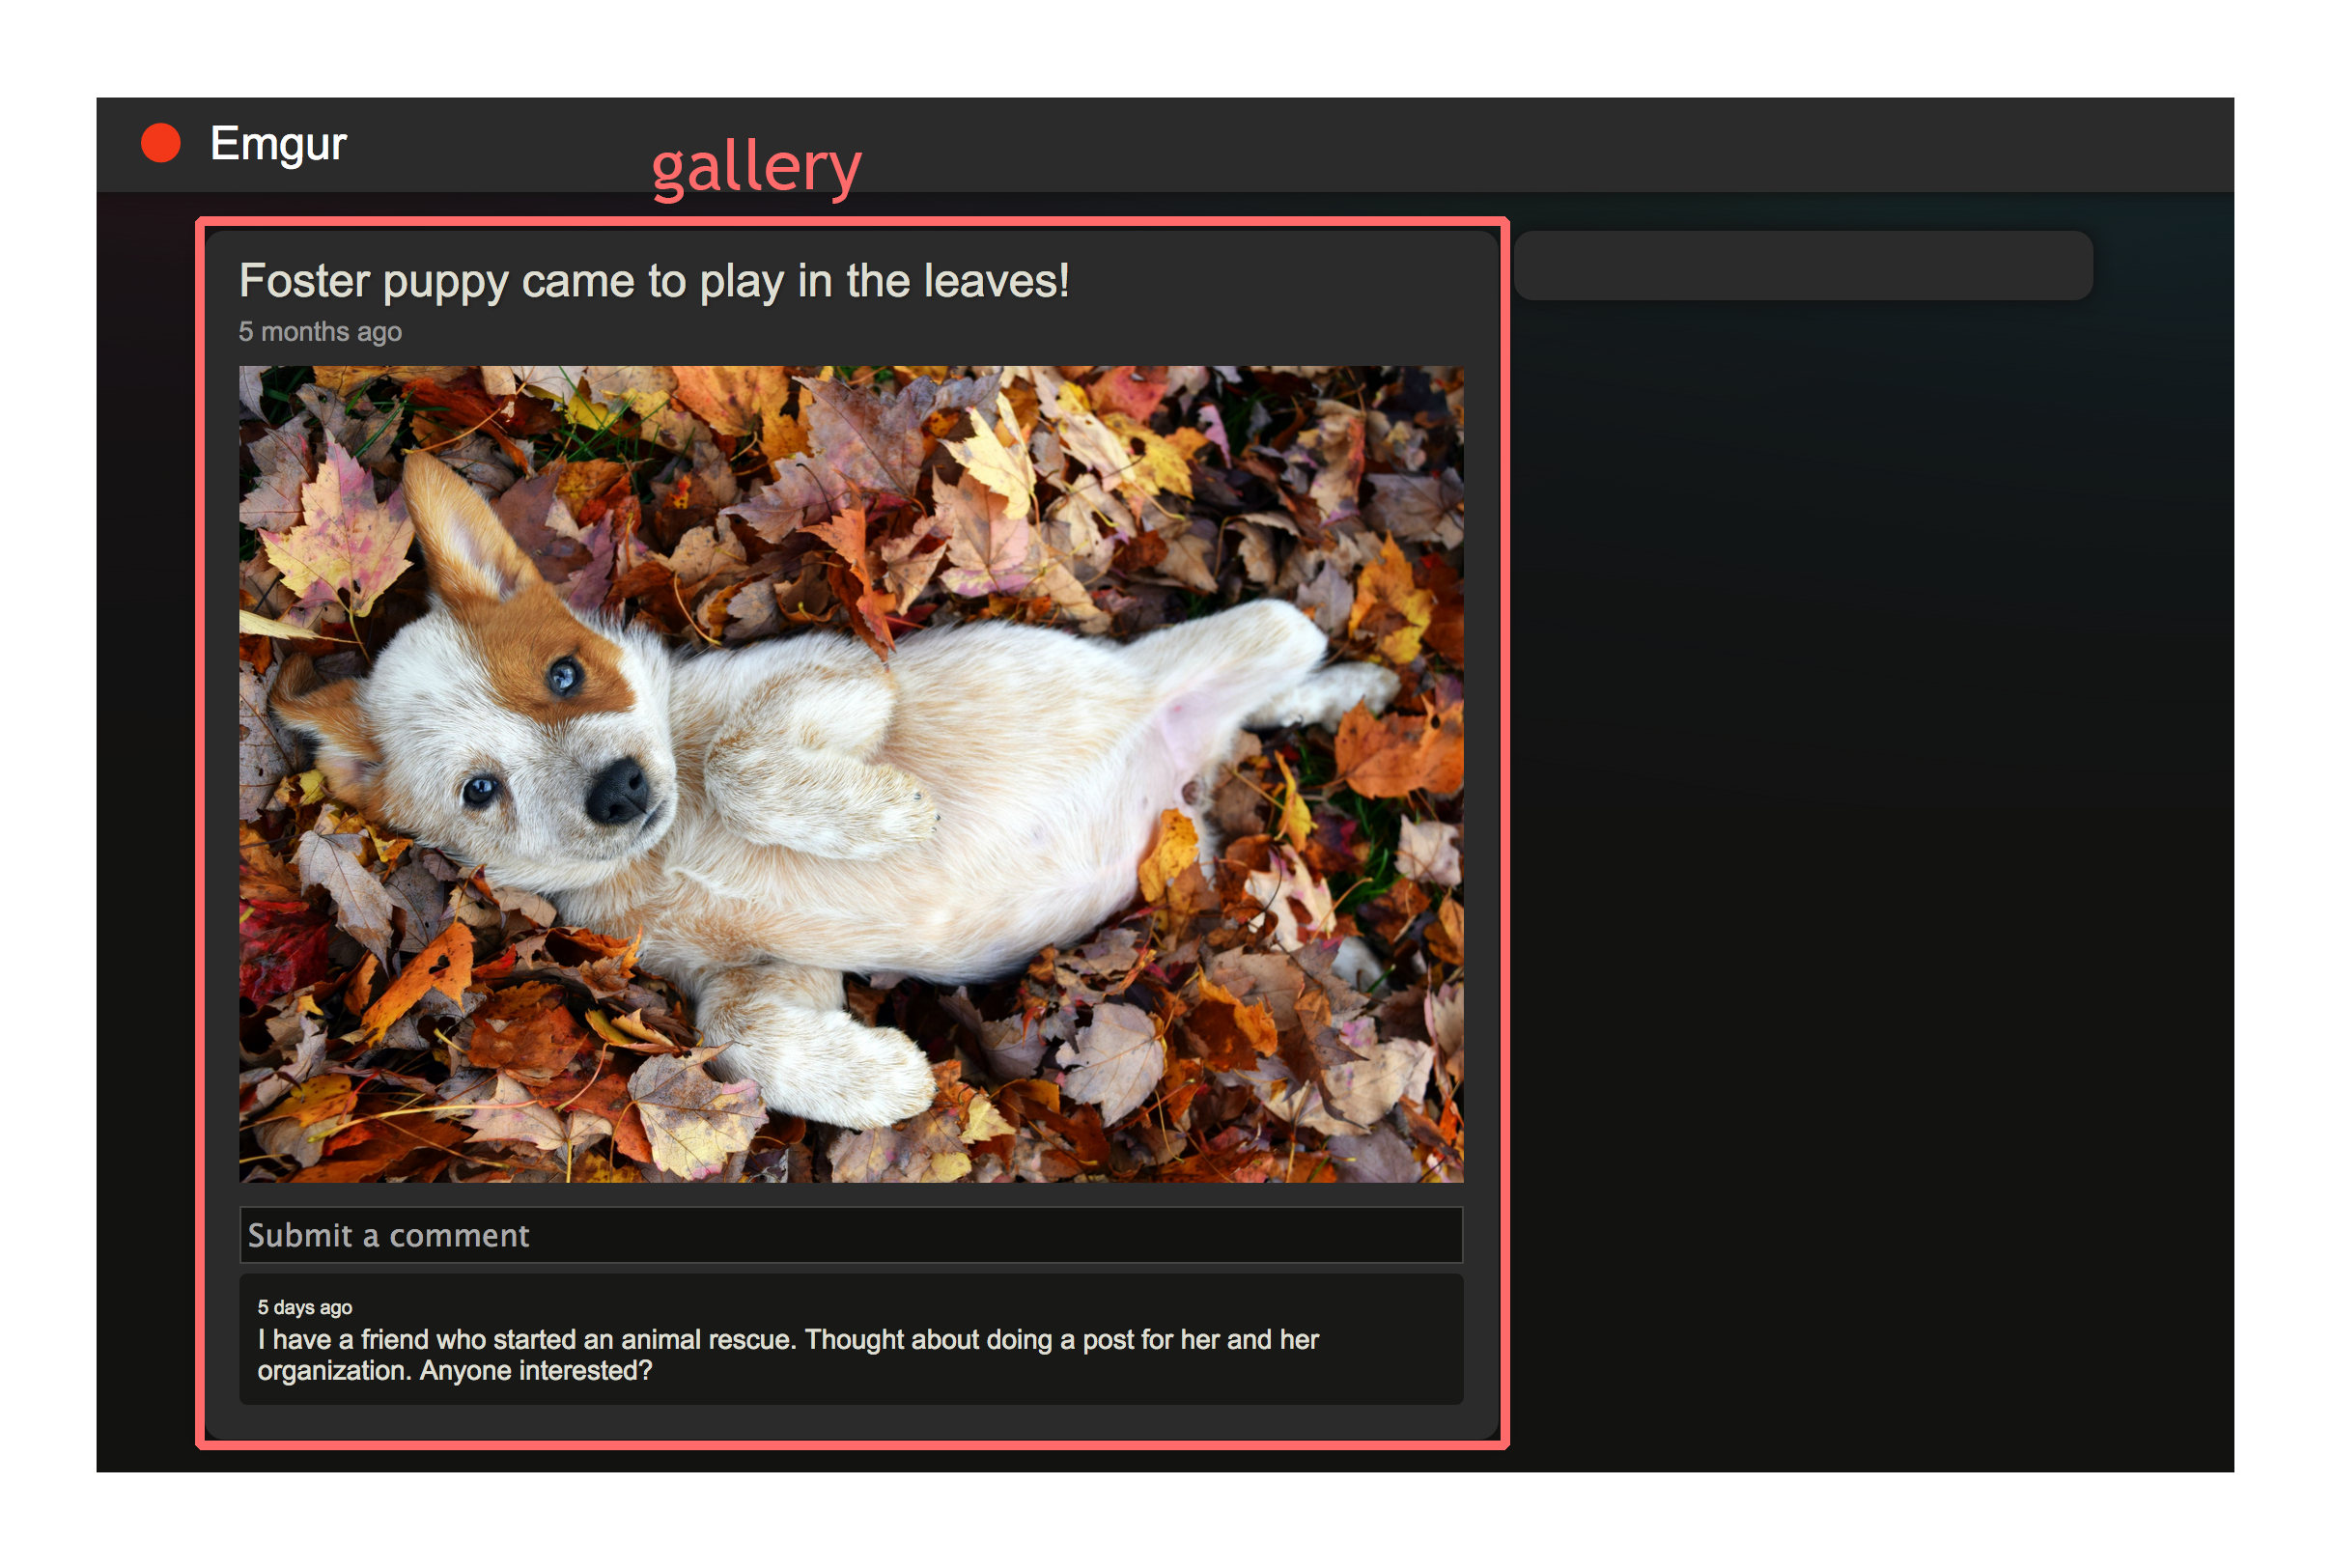 Emgur
gallery
Foster puppy came to play in the leaves!
5 months ago
Submit a comment
5 days ago
I have a friend who started an animal rescue. Thought about doing a post for her and her
organization. Anyone interested?